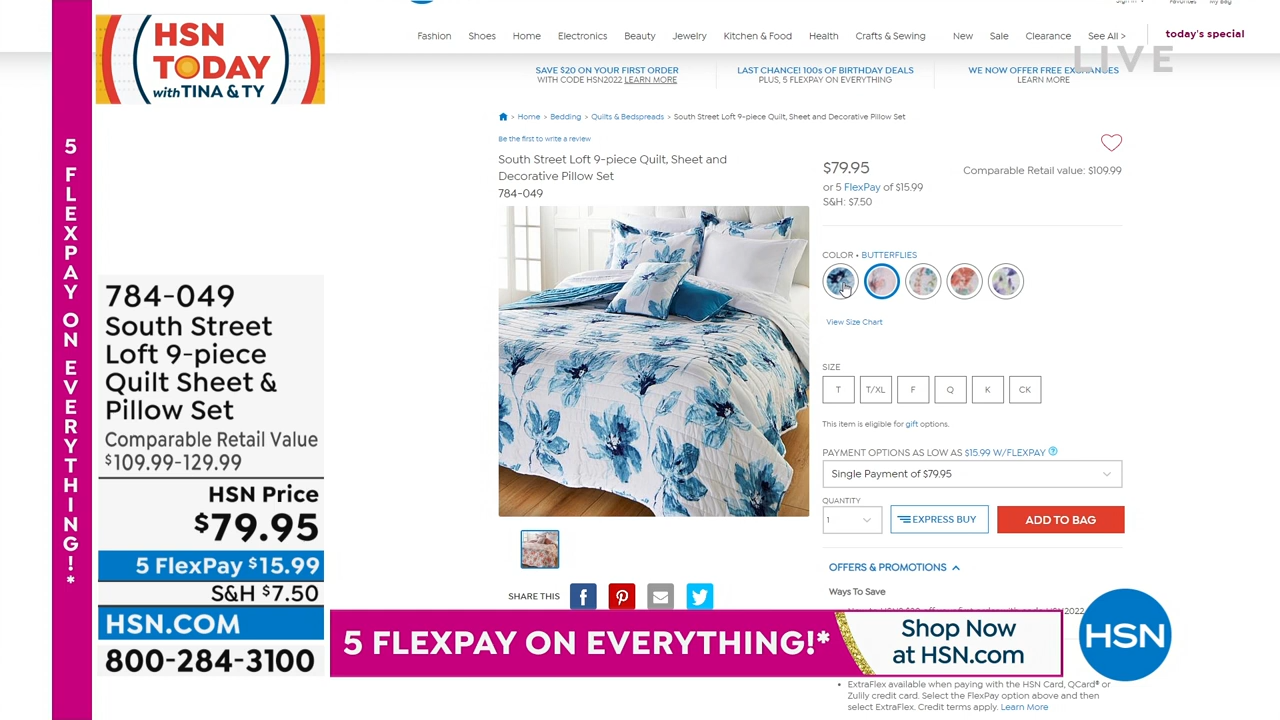 HSN
TODAY
with TINA & TY
5 FLEXPAY ON EVERYTHING!*
784-049
South Street
Loft 9-piece
Quilt Sheet &
Pillow Set
Comparable Retail Value
$109.99-129.99
HSN Price
$79.95
5 FlexPay $15.99
S&H $7.50
HSN.COM
800-284-3100
Fashion Shoes Home Electronics Beauty Jewelry Kitchen & Food Health Crafts & Sewing New Sale Clearance See All > today's special
LIVE
SAVE $20 ON YOUR FIRST ORDER
WITH CODE HSN2022 LEARN MORE
LAST CHANCE! 100s OF BIRTHDAY DEALS
PLUS, 5 FLEXPAY ON EVERYTHING
WE NOW OFFER FREE EXCHANGES
LEARN MORE
> Home > Bedding > Quilts & Bedspreads > South Street Loft 9-piece Quilt, Sheet and Decorative Pillow Set
Be the first to write a review
South Street Loft 9-piece Quilt, Sheet and
Decorative Pillow Set
784-049
$79.95
Comparable Retail value: $109.99
or 5 FlexPay of $15.99
S&H: $7.50
COLOR • BUTTERFLIES
View Size Chart
SIZE
T T/XL F Q K CK
This item is eligible for gift options.
PAYMENT OPTIONS AS LOW AS $15.99 W/FLEXPAY ?
Single Payment of $79.95
QUANTITY
1
EXPRESS BUY
ADD TO BAG
OFFERS & PROMOTIONS
Ways To Save
SHARE THIS
5 FLEXPAY ON EVERYTHING!*
Shop Now
at HSN.com
HSN
• ExtraFlex available when paying with the HSN Card, QCard® or
Zulily credit card. Select the FlexPay option above and then
select ExtraFlex. Credit terms apply. Learn More